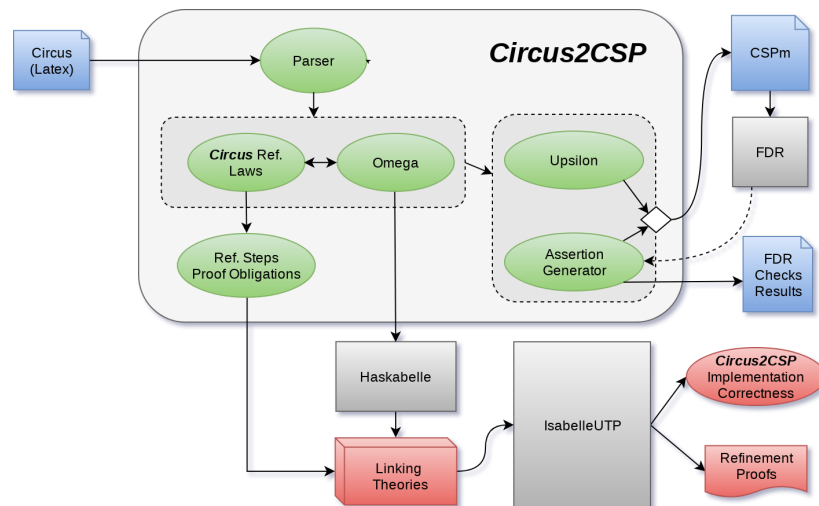 Circus
(Latex)
Parser
Circus2CSP
CSPm
Circus Ref.
Laws
Omega
Upsilon
FDR
Ref. Steps
Proof Obligations
Assertion
Generator
FDR
Checks
Results
Haskabelle
IsabelleUTP
Circus2CSP
Implementation
Correctness
Linking
Theories
Refinement
Proofs